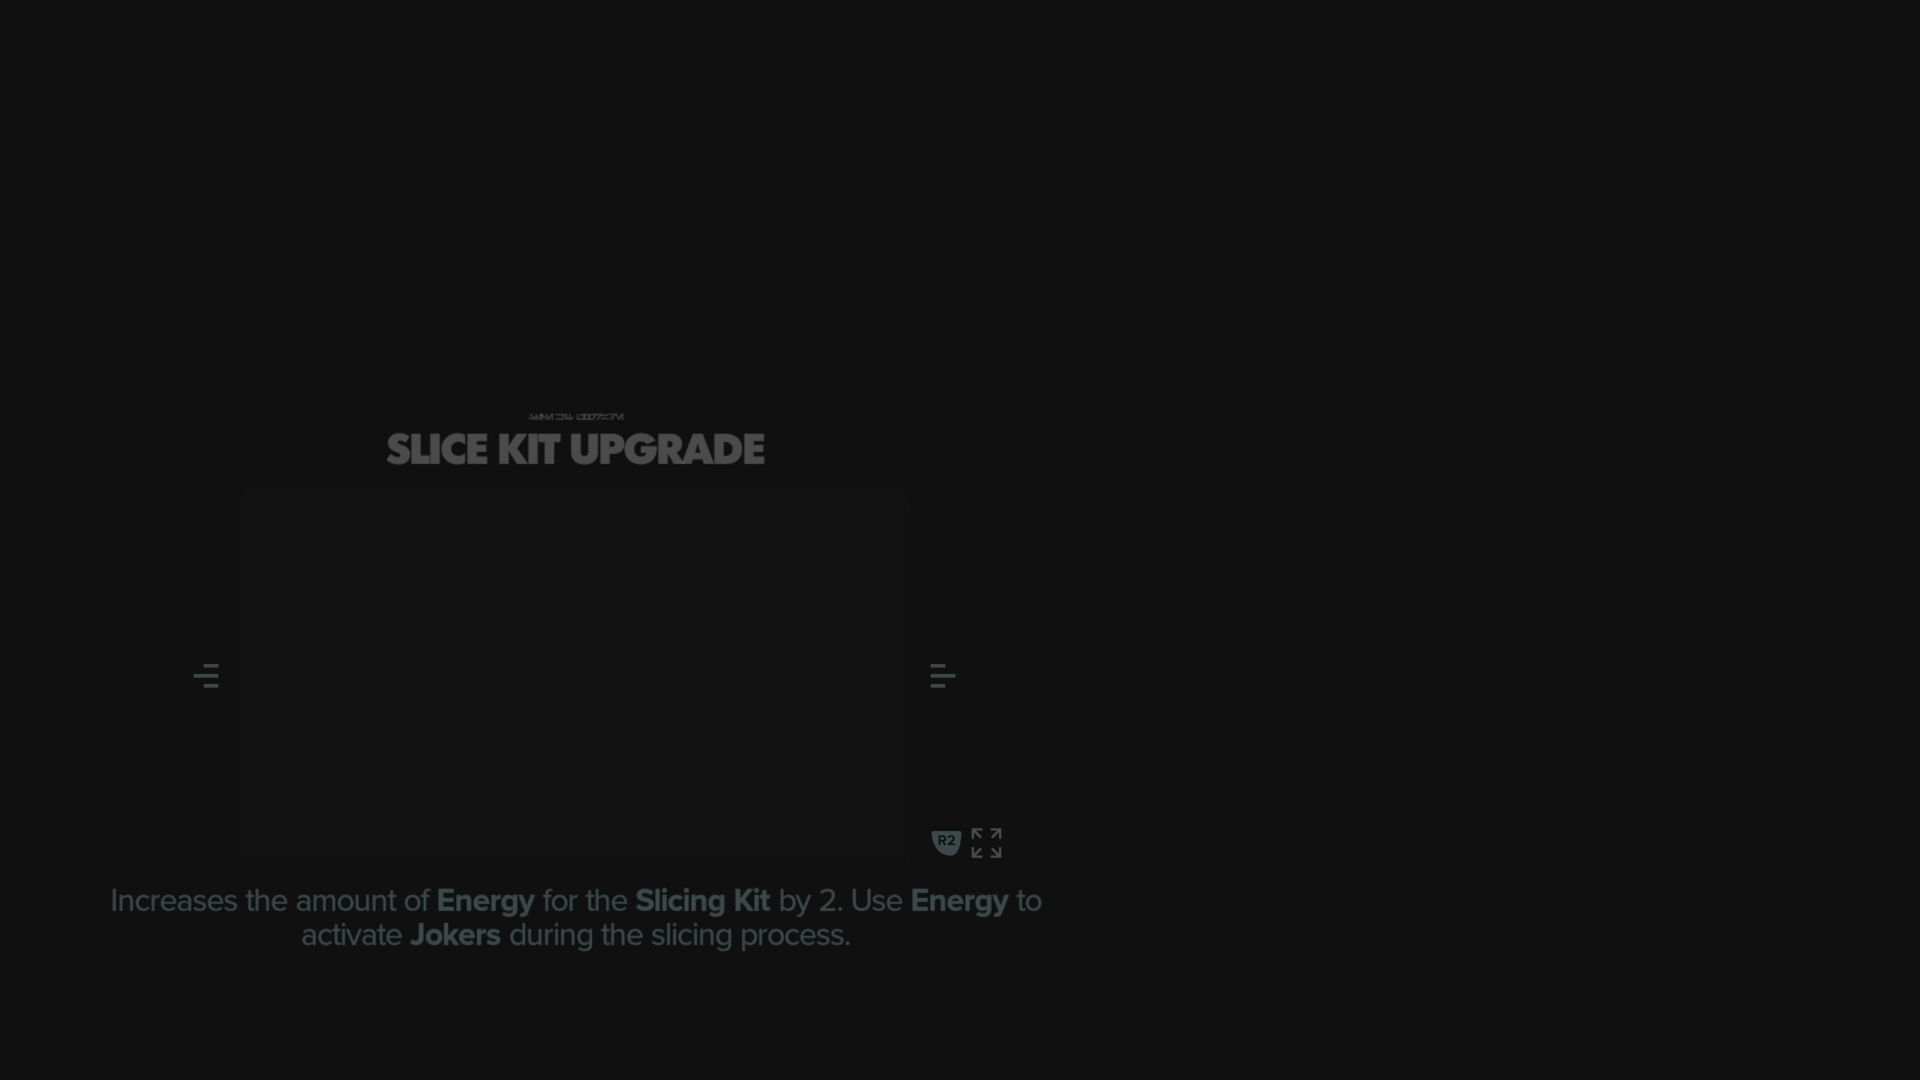 SLICE KIT UPGRADE
R2
Increases the amount of Energy for the Slicing Kit by 2. Use Energy to
activate Jokers during the slicing process.